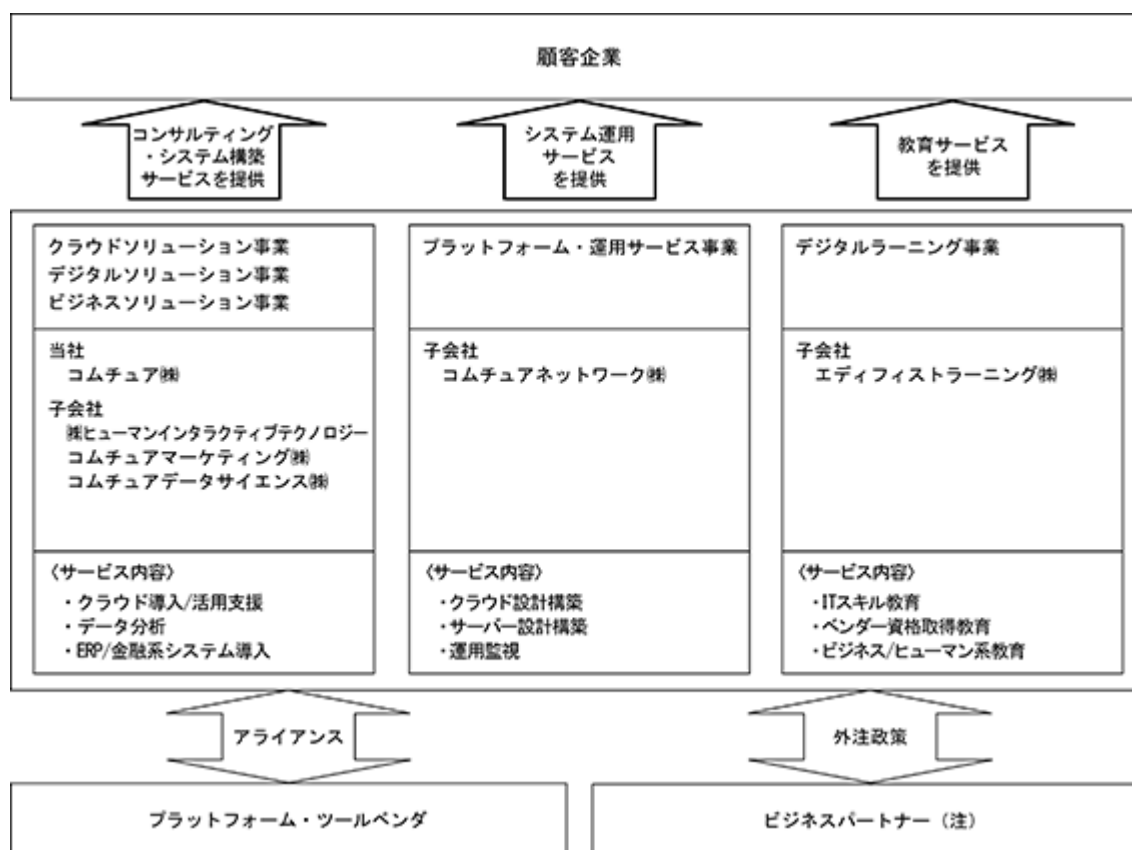 顧客企業
コンサルティング
・システム構築
サービスを提供
システム運用
サービス
を提供
教育サービス
を提供
クラウドソリューション事業
デジタルソリューション事業
ビジネスソリューション事業
当社
コムチュア㈱
子会社
㈱ヒューマンインタラクティブテクノロジー
コムチュアマーケティング㈱
コムチュアデータサイエンス㈱
〈サービス内容〉
・クラウド導入/活用支援
・データ分析
・ERP/金融系システム導入
プラットフォーム・運用サービス事業
子会社
コムチュアネットワーク㈱
〈サービス内容〉
・クラウド設計構築
・サーバー設計構築
・運用監視
デジタルラーニング事業
子会社
エディフィストラーニング㈱
〈サービス内容〉
・ITスキル教育
・ベンダー資格取得教育
・ビジネス/ヒューマン系教育
アライアンス
外注政策
プラットフォーム・ツールベンダ
ビジネスパートナー（注）